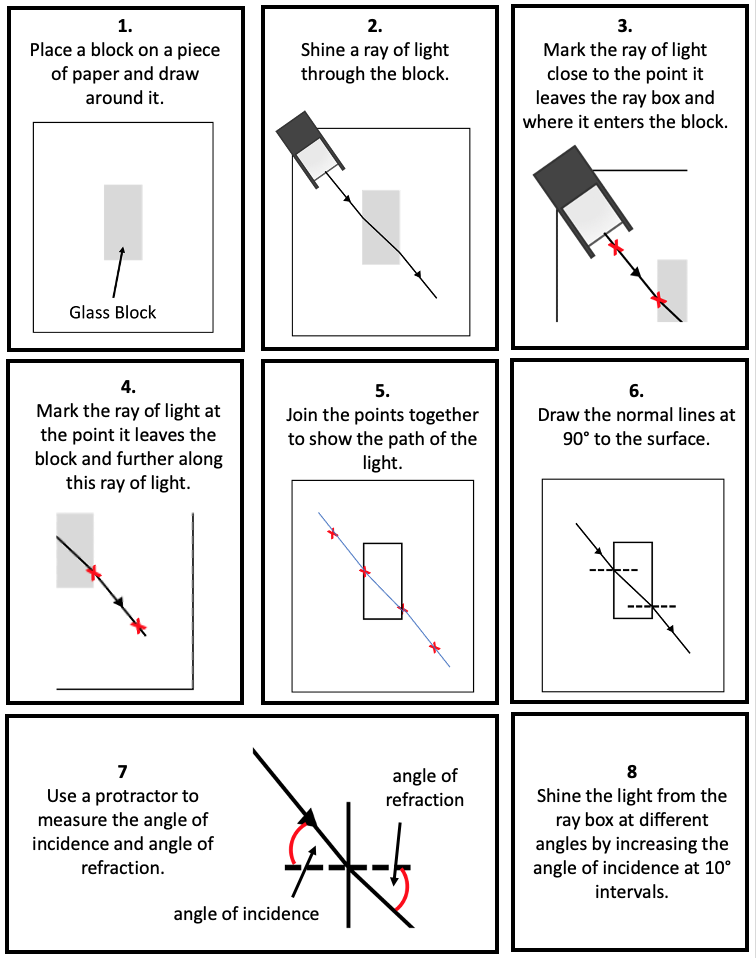 1.
Place a block on a piece
of paper and draw
around it.
Glass Block
2.
Shine a ray of light
through the block.
3.
Mark the ray of light
close to the point it
leaves the ray box and
where it enters the block.
4.
Mark the ray of light at
the point it leaves the
block and further along
this ray of light.
5.
Join the points together
to show the path of the
light.
6.
Draw the normal lines at
90° to the surface.
7
Use a protractor to
measure the angle of
incidence and angle of
refraction.
angle of
refraction
angle of incidence
8
Shine the light from the
ray box at different
angles by increasing the
angle of incidence at 10°
intervals.